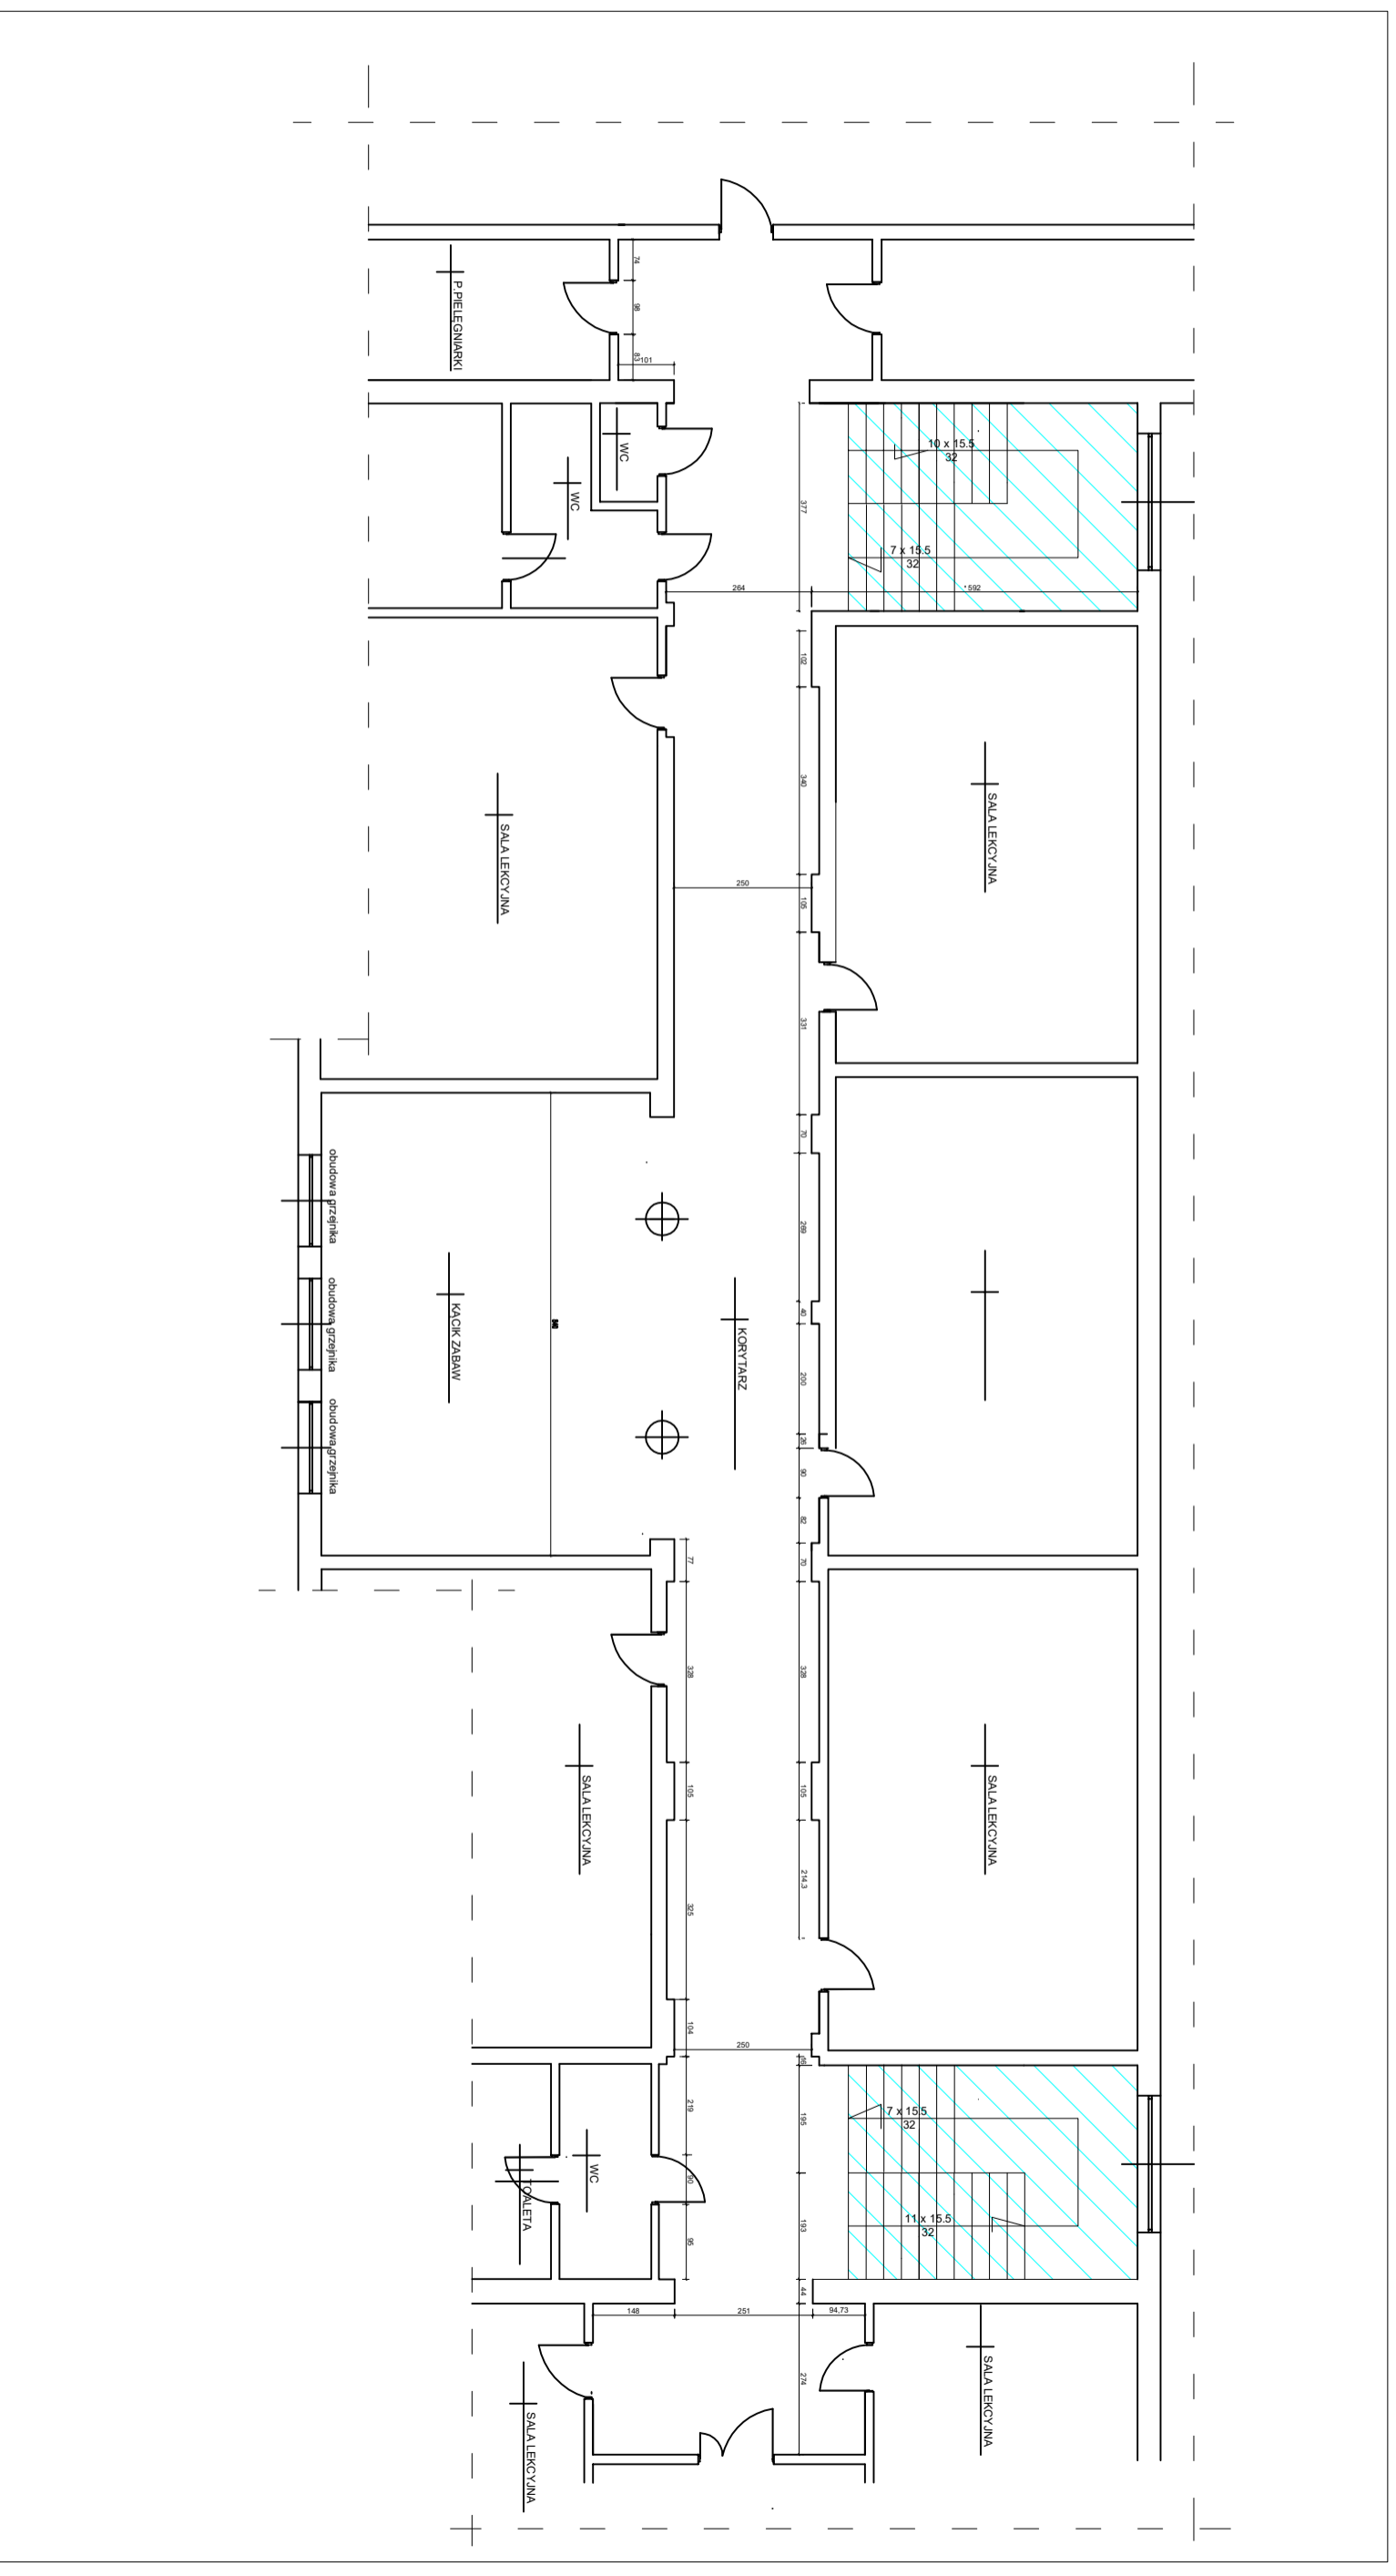 74
98
83
101
P.PIELĘGNIARKI
WC
WC
10 x 15.5
32
7 x 15.5
32
377
264
592
102
340
SALA LEKCYJNA
SALA LEKCYJNA
250
105
331
70
obudowa grzejnika
269
KĄCIK ZABAW
KORYTARZ
obudowa grzejnika
40
200
obudowa grzejnika
26
90
82
77
70
328
328
SALA LEKCYJNA
SALA LEKCYJNA
105
105
214,3
325
104
250
16
219
195
7 x 15.5
32
WC
90
TOALETA
11 x 15.5
32
193
95
44
148
251
94,73
274
SALA LEKCYJNA
SALA LEKCYJNA